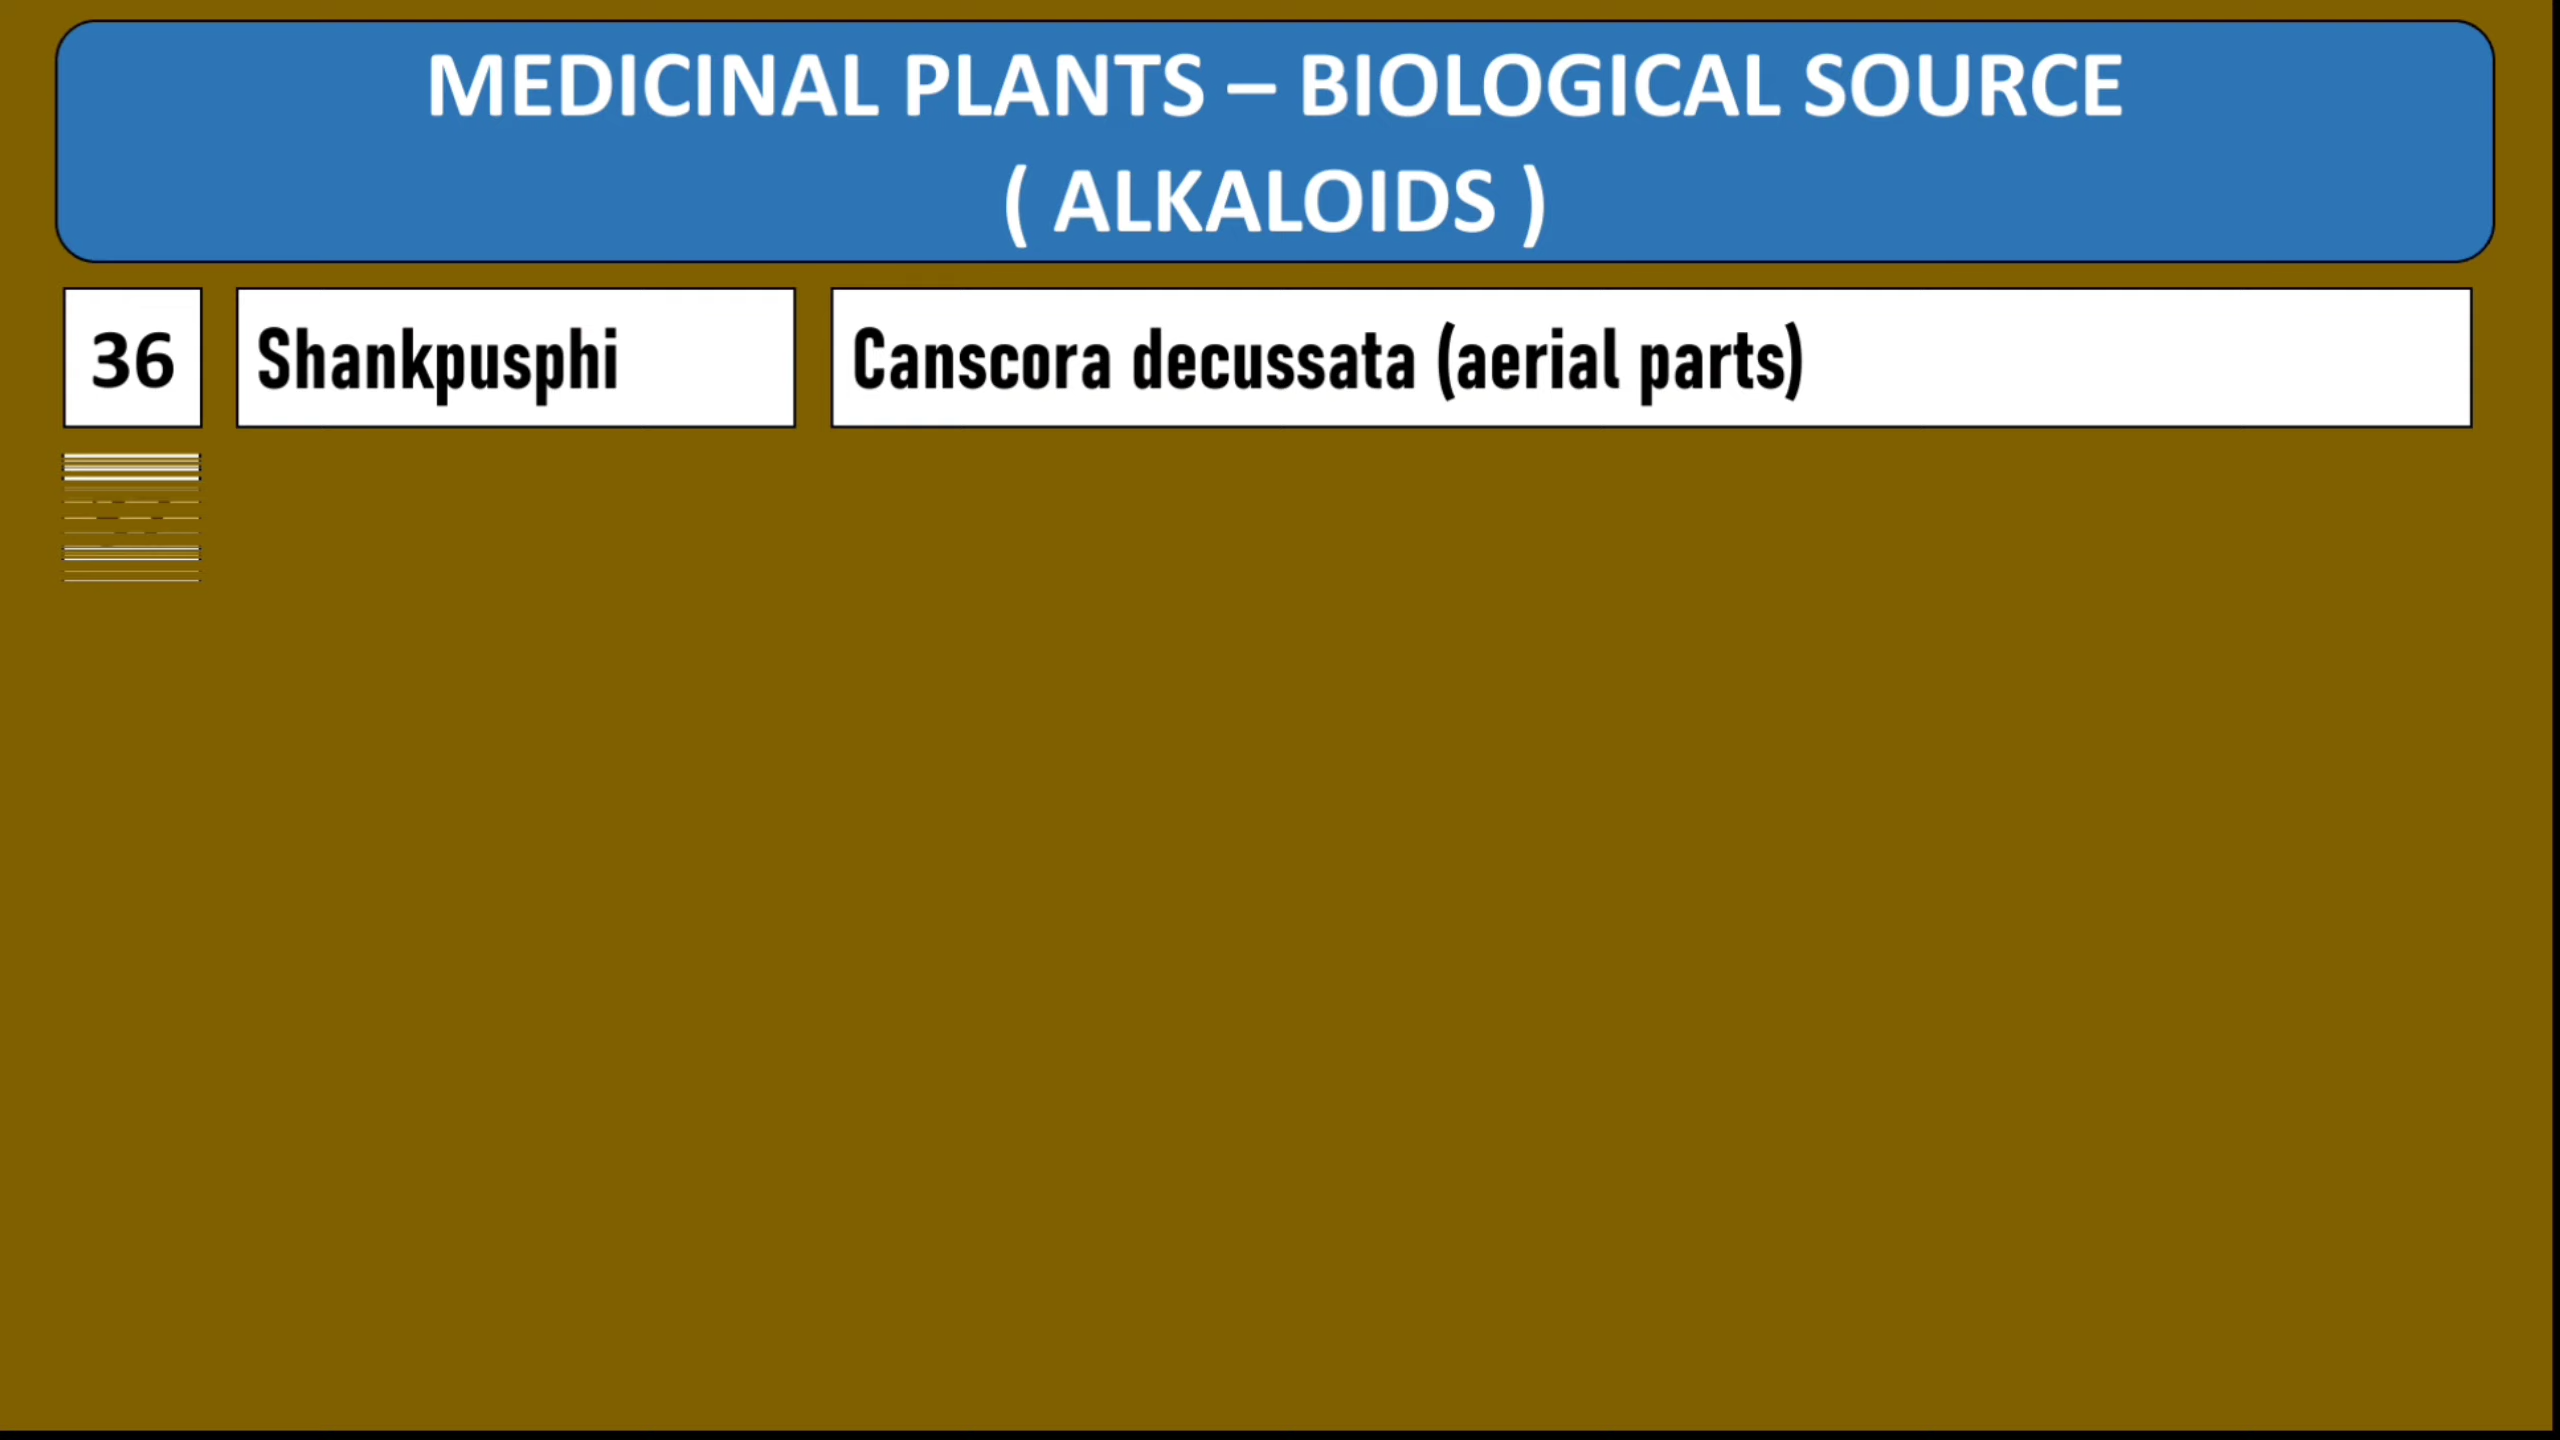 MEDICINAL PLANTS – BIOLOGICAL SOURCE
( ALKALOIDS )
36 Shankpusphi Canscora decussata (aerial parts)